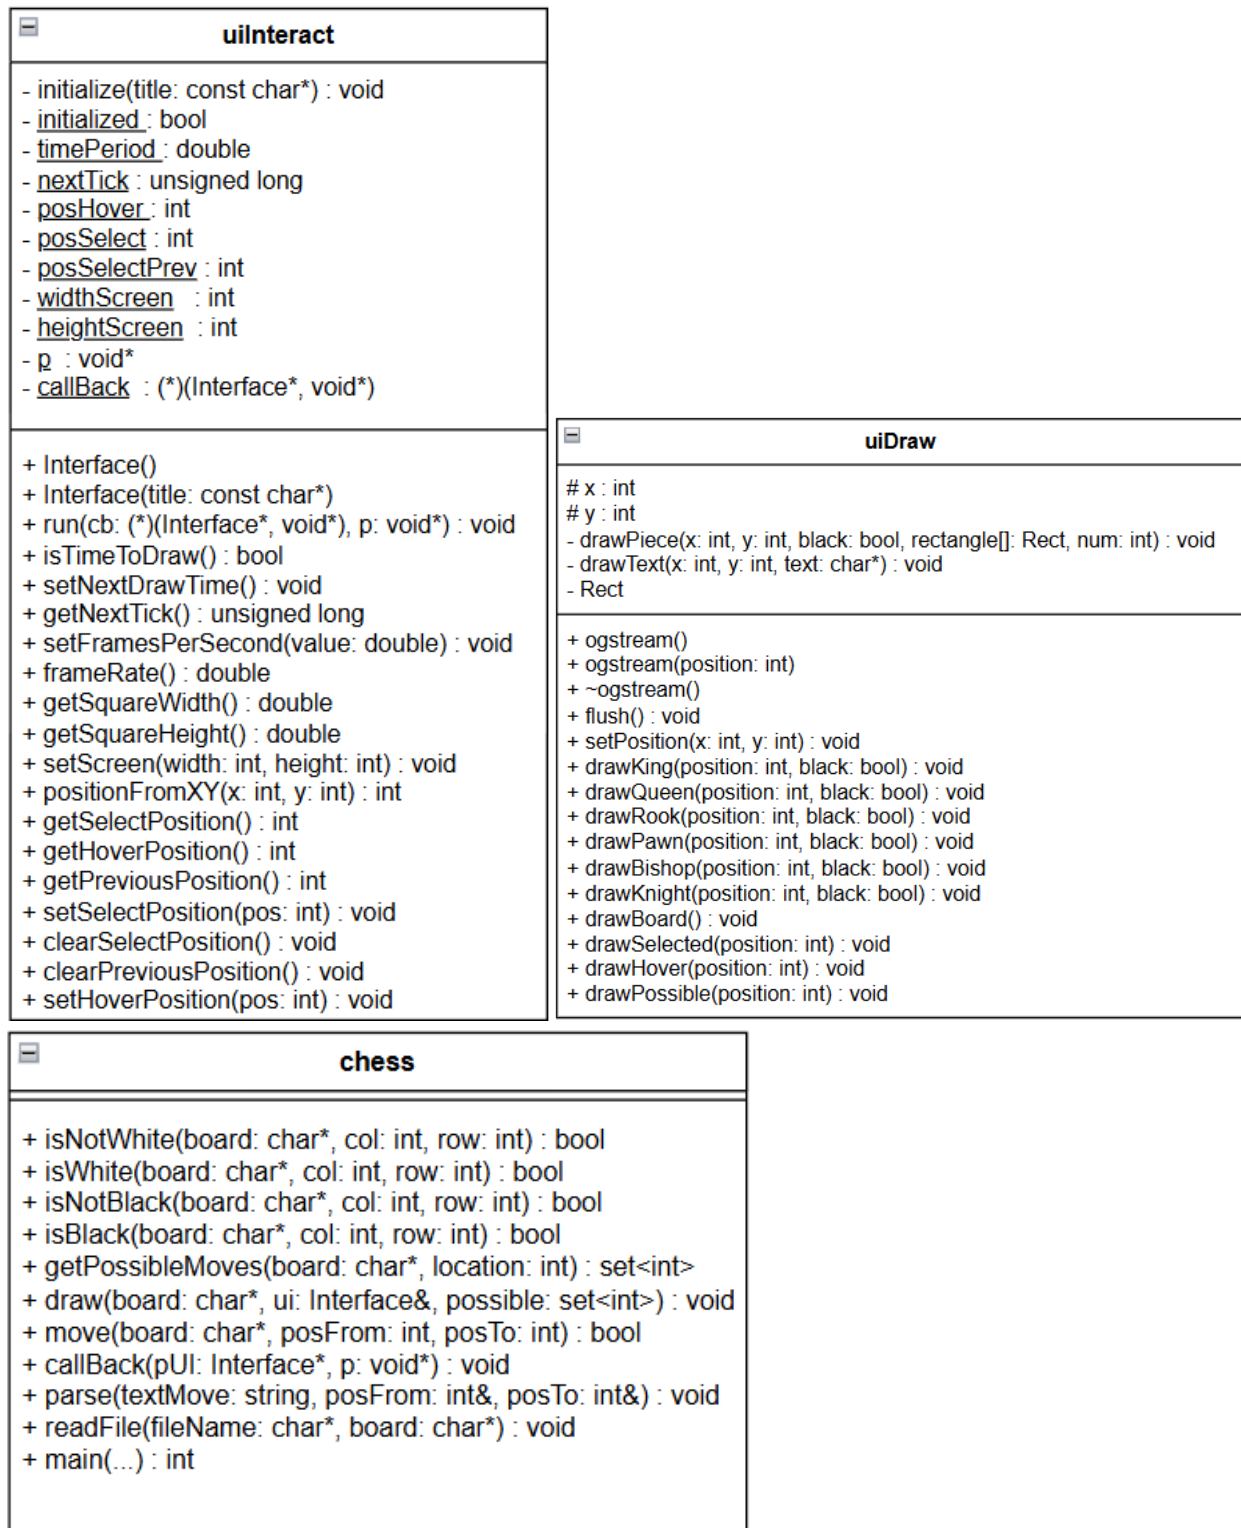 uiInteract
- initialize(title: const char*) : void
- initialized : bool
- timePeriod : double
- nextTick : unsigned long
- posHover : int
- posSelect : int
- posSelectPrev : int
- widthScreen : int
- heightScreen : int
- p : void*
- callBack : (*)(Interface*, void*)
+ Interface()
+ Interface(title: const char*)
+ run(cb: (*)(Interface*, void*), p: void*) : void
+ isTimeToDraw() : bool
+ setNextDrawTime() : void
+ getNextTick() : unsigned long
+ setFramesPerSecond(value: double) : void
+ frameRate() : double
+ getSquareWidth() : double
+ getSquareHeight() : double
+ setScreen(width: int, height: int) : void
+ positionFromXY(x: int, y: int) : int
+ getSelectPosition() : int
+ getHoverPosition() : int
+ getPreviousPosition() : int
+ setSelectPosition(pos: int) : void
+ clearSelectPosition() : void
+ clearPreviousPosition() : void
+ setHoverPosition(pos: int) : void
uiDraw
# x : int
# y : int
- drawPiece(x: int, y: int, black: bool, rectangle[]: Rect, num: int) : void
- drawText(x: int, y: int, text: char*) : void
- Rect
+ ogstream()
+ ogstream(position: int)
+ ~ogstream()
+ flush() : void
+ setPosition(x: int, y: int) : void
+ drawKing(position: int, black: bool) : void
+ drawQueen(position: int, black: bool) : void
+ drawRook(position: int, black: bool) : void
+ drawPawn(position: int, black: bool) : void
+ drawBishop(position: int, black: bool) : void
+ drawKnight(position: int, black: bool) : void
+ drawBoard() : void
+ drawSelected(position: int) : void
+ drawHover(position: int) : void
+ drawPossible(position: int) : void
chess
+ isNotWhite(board: char*, col: int, row: int) : bool
+ isWhite(board: char*, col: int, row: int) : bool
+ isNotBlack(board: char*, col: int, row: int) : bool
+ isBlack(board: char*, col: int, row: int) : bool
+ getPossibleMoves(board: char*, location: int) : set<int>
+ draw(board: char*, ui: Interface&, possible: set<int>) : void
+ move(board: char*, posFrom: int, posTo: int) : bool
+ callBack(pUI: Interface*, p: void*) : void
+ parse(textMove: string, posFrom: int&, posTo: int&) : void
+ readFile(fileName: char*, board: char*) : void
+ main(...) : int